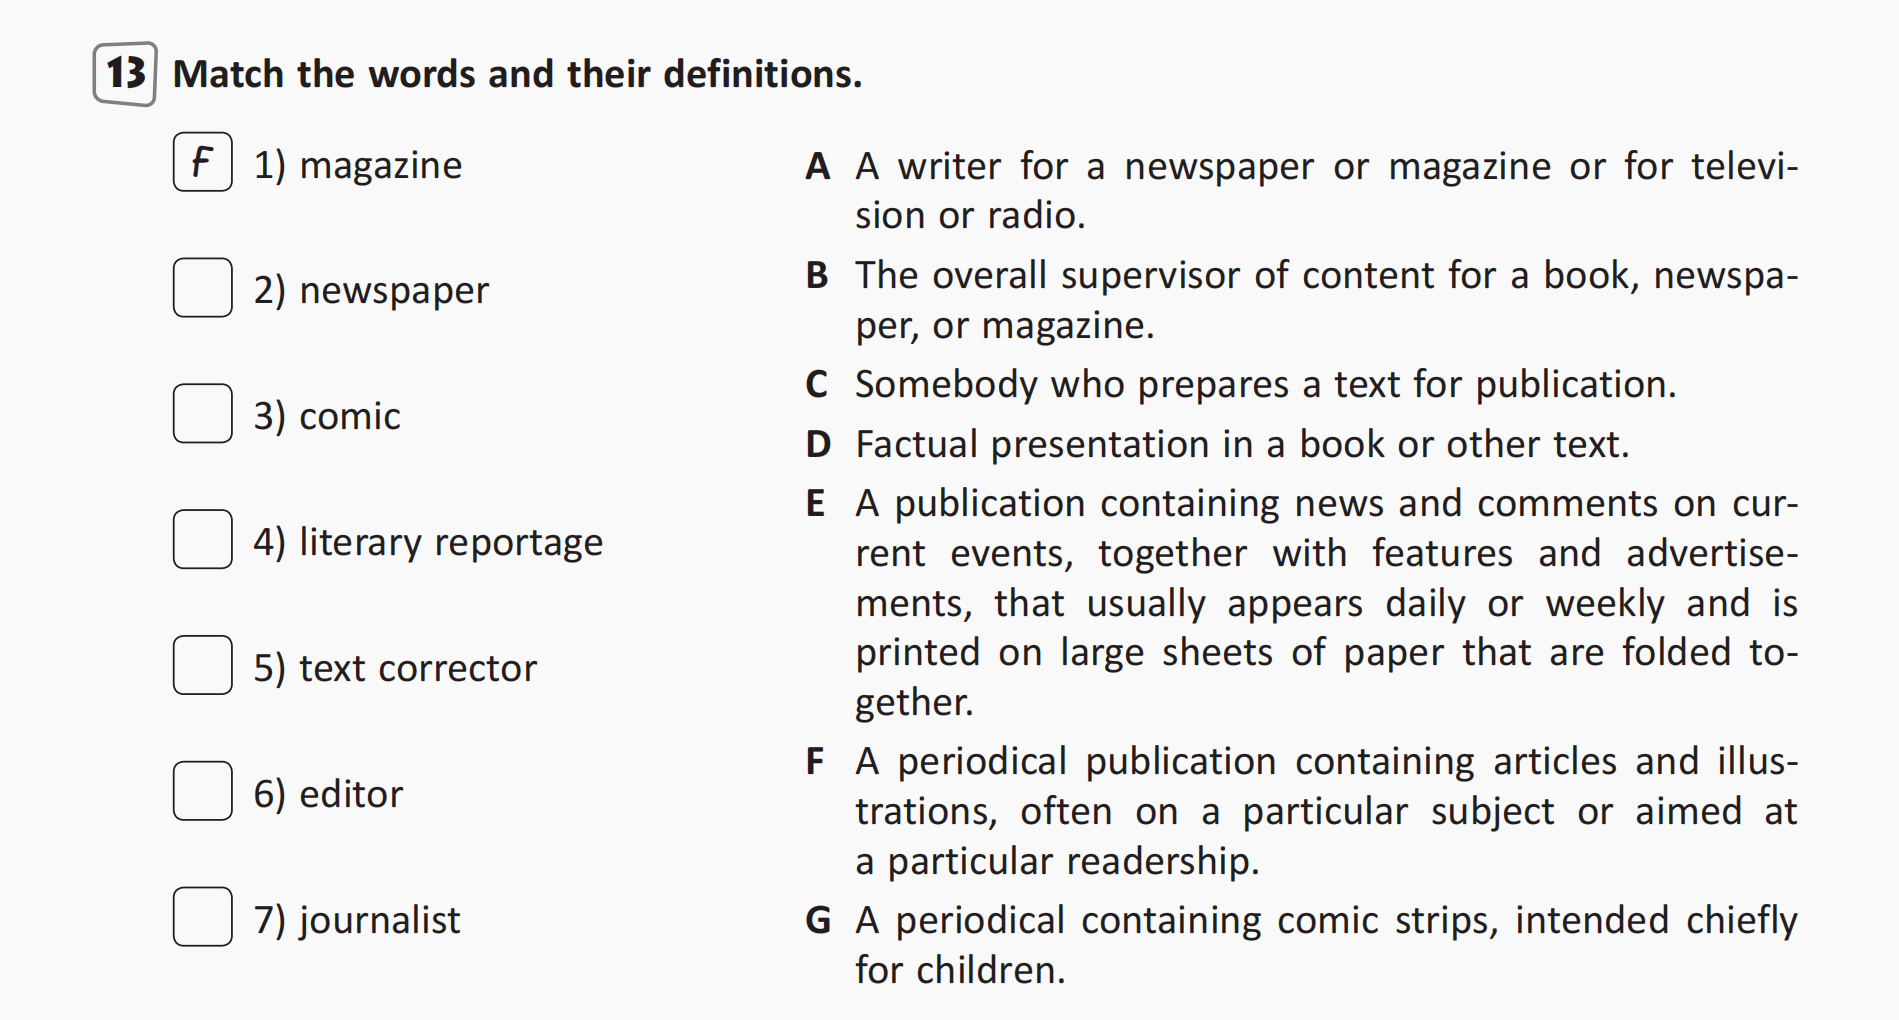 13 Match the words and their definitions.
F 1) magazine
2) newspaper
3) comic
4) literary reportage
5) text corrector
6) editor
7) journalist
A A writer for a newspaper or magazine or for televi-
sion or radio.
B The overall supervisor of content for a book, newspa-
per, or magazine.
C Somebody who prepares a text for publication.
D Factual presentation in a book or other text.
E A publication containing news and comments on cur-
rent events, together with features and advertise-
ments, that usually appears daily or weekly and is
printed on large sheets of paper that are folded to-
gether.
F A periodical publication containing articles and illus-
trations, often on a particular subject or aimed at
a particular readership.
G A periodical containing comic strips, intended chiefly
for children.